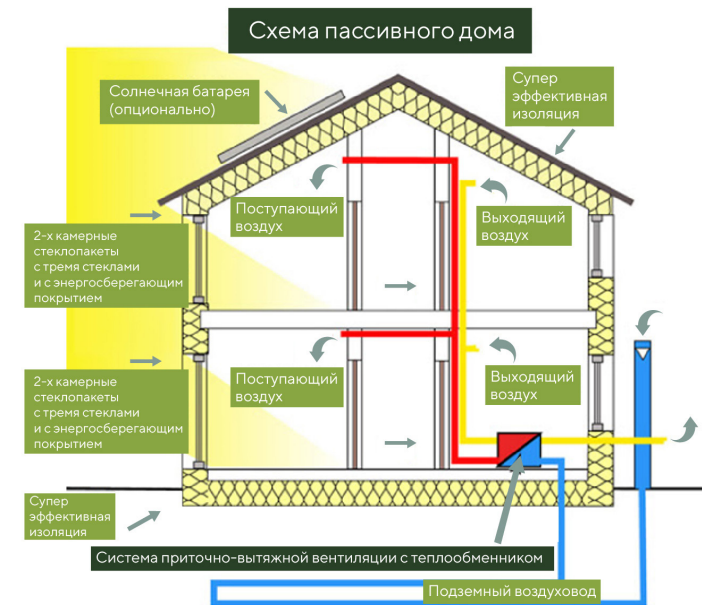 Схема пассивного дома
Солнечная батарея
(опционально)
Супер
эффективная
изоляция
Поступающий
воздух
Выходящий
воздух
2-х камерные
стеклопакеты
с тремя стеклами
и с энергосберегающим
покрытием
Поступающий
воздух
Выходящий
воздух
2-х камерные
стеклопакеты
с тремя стеклами
и с энергосберегающим
покрытием
Супер
эффективная
изоляция
Система приточно-вытяжной вентиляции с теплообменником
Подземный воздуховод